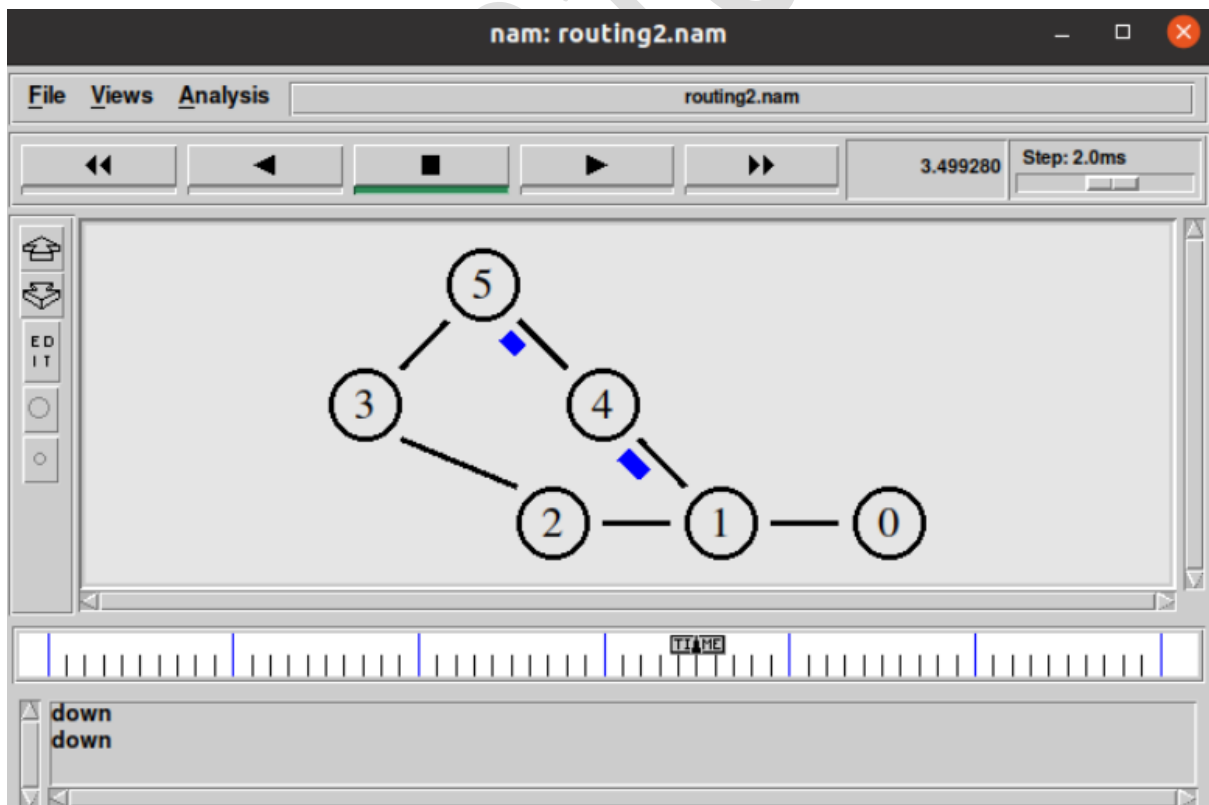 nam: routing2.nam
File Views Analysis routing2.nam
3.499280 Step: 2.0ms
5
ED
IT
3 4
2 1 0
TIME
down
down